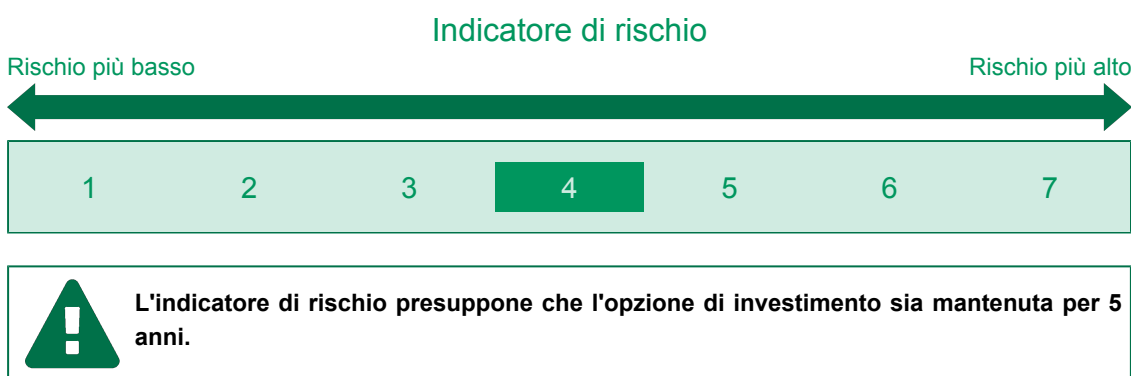 Indicatore di rischio
Rischio più basso
Rischio più alto
1 2 3 4 5 6 7
L'indicatore di rischio presuppone che l'opzione di investimento sia mantenuta per 5
anni.